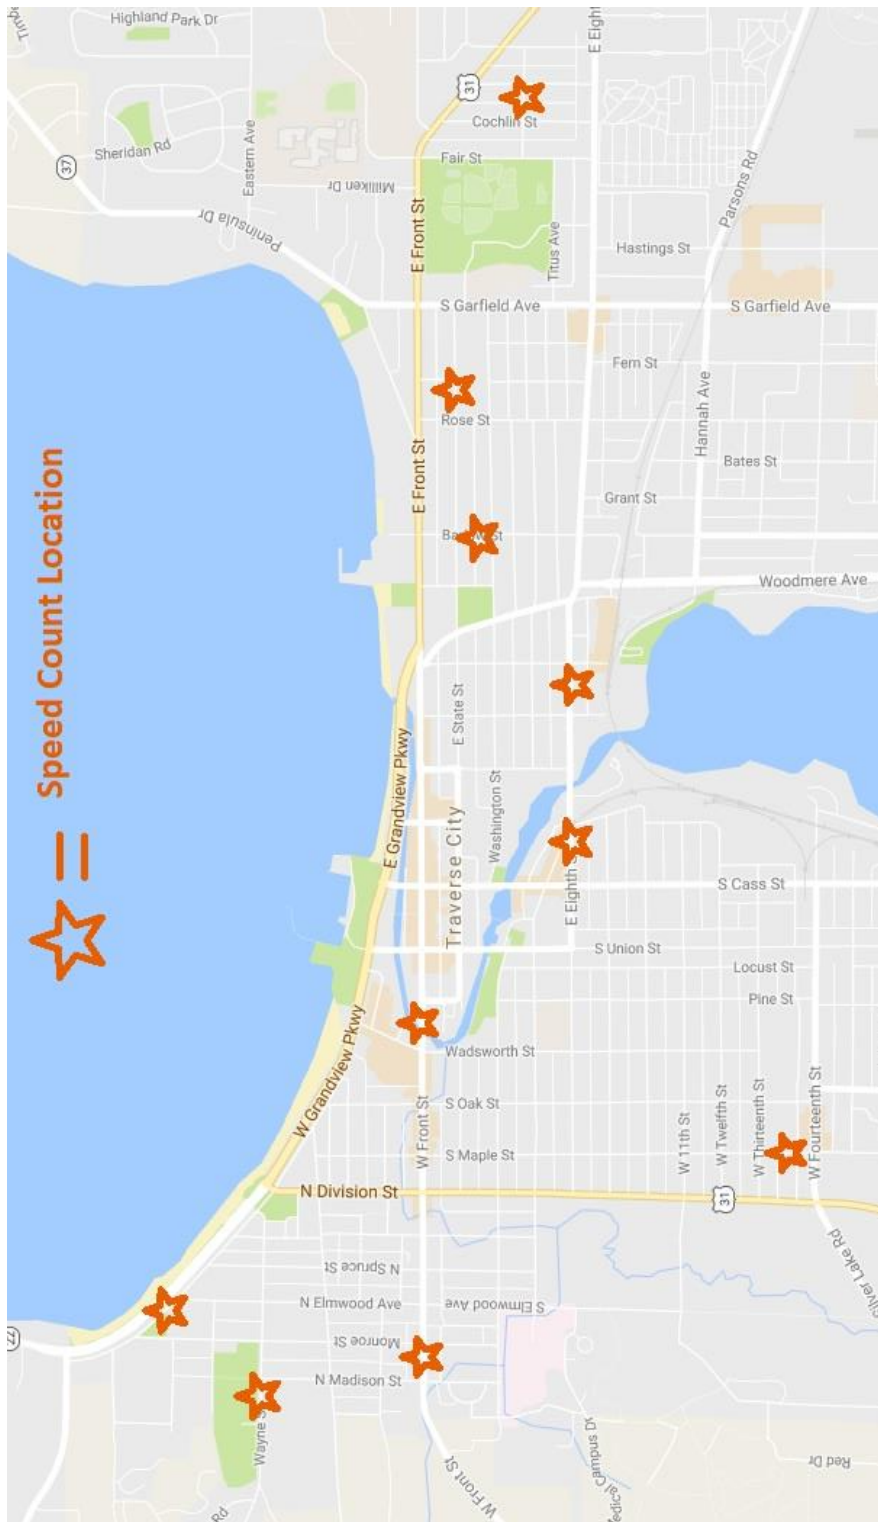 Highland Park Dr
E Eight
31
Cochlin St
Sheridan Rd
Eastern Ave
Fair St
37
Milliken Dr
Parsons Rd
Peninsula Dr
E Front St
Titus Ave
Hastings St
S Garfield Ave
S Garfield Ave
Fern St
Rose St
Hannah Ave
E Front St
Bates St
Grant St
Woodmere Ave
= Speed Count Location
E State St
E Grandview Pkwy
Washington St
Traverse City
E Eighth
S Cass St
S Union St
Locust St
Pine St
W Grandview Pkwy
Wadsworth St
S Oak St
W Front St
S Maple St
W 11th St
W Twelfth St
W Thirteenth St
W Fourteenth St
N Division St
31
Silver Lake Rd
N Spruce St
N Elmwood Ave
S Elmwood Ave
22
Monroe St
N Madison St
Wayne S
W Front St
edical Campus Dr
Red Dr
Rd